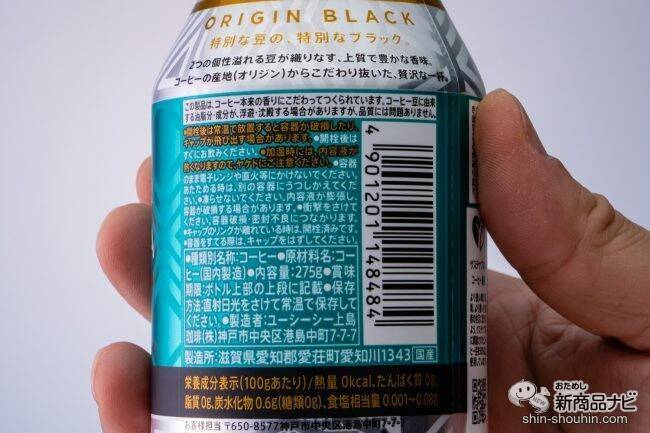 ORIGIN BLACK
特別な豆の、特別なブラック。
2つの個性溢れる豆が織りなす、上質で豊かな香味。
コーヒーの産地(オリジン)からこだわり抜いた、贅沢な一杯。
この製品は、コーヒー本来の香りにこだわってつくられています。コーヒー豆に由来
する油脂分・成分が、浮遊・沈殿する場合がありますが、品質には問題ありません。
●開栓後は常温で放置すると容器が破損したり、
キャップが飛び出す場合があります。●開栓後は
すぐにお飲みください。●加温時には、内容液が
熱くなりますので、ヤケドにご注意ください。●容器
のまま電子レンジや直火等にかけないでください。
あたためる時は、別の容器にうつしかえてくださ
い。●凍らせないでください。内容液が膨張し、
容器が破損する場合があります。●衝撃をさけて
ください。容器破損・密封不良につながります。
●キャップのリングが離れている時は、開栓済みです。
●容器をすてる際は、キャップをはずしてください。
4 901201 148484
●種類別名称:コーヒー●原材料名:コー
ヒー(国内製造)●内容量:275g●賞味
期限:ボトル上部の上段に記載●保存
方法:直射日光をさけて常温で保存して
ください。●製造者:ユーシーシー上島
珈琲(株)神戸市中央区港島中町7-7-7
製造所:滋賀県愛知郡愛荘町愛知川1343 国産
栄養成分表示(100gあたり)/熱量 0kcal、たんぱく質 0g、
脂質 0g、炭水化物 0.6g(糖類0g)、食塩相当量 0.001~0.08g
お客様担当 〒650-8577 神戸市中央区港島中町7-7-7
おためし
新商品ナビ
shin-shouhin.com